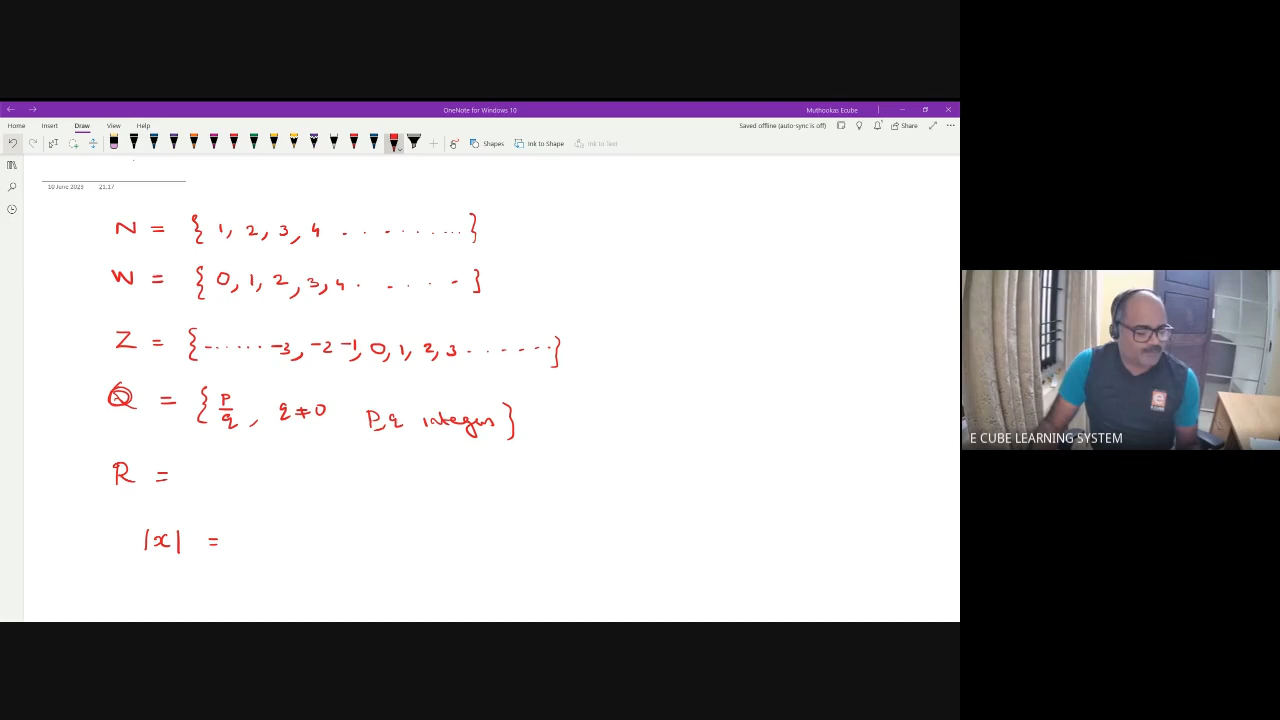 OneNote for Windows 10
Muthookas Ecube
Home Insert Draw View Help
Saved offline (auto-sync is off) Share
Shapes Ink to Shape Ink to Text
10 June 2023 21:17
N = { 1, 2, 3, 4 . . . . . . . . . . }
W = { 0, 1, 2, 3, 4 . . . . . - }
Z = { - . . . . . . -3, -2 -1, 0, 1, 2, 3 . . . . . . . . }
Q = { p/q , q ≠ 0 P,q integers }
R =
|x| =
E CUBE LEARNING SYSTEM